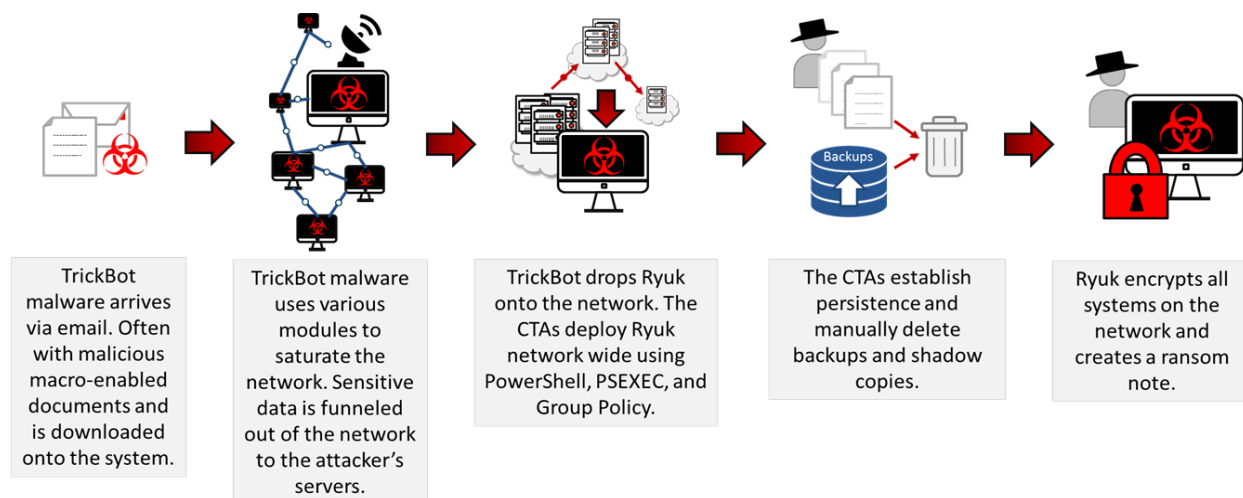 Backups
TrickBot
malware arrives
via email. Often
with malicious
macro-enabled
documents and
is downloaded
onto the system.
TrickBot malware
uses various
modules to
saturate the
network. Sensitive
data is funneled
out of the network
to the attacker’s
servers.
TrickBot drops Ryuk
onto the network. The
CTAs deploy Ryuk
network wide using
PowerShell, PSEXEC, and
Group Policy.
The CTAs establish
persistence and
manually delete
backups and shadow
copies.
Ryuk encrypts all
systems on the
network and
creates a ransom
note.